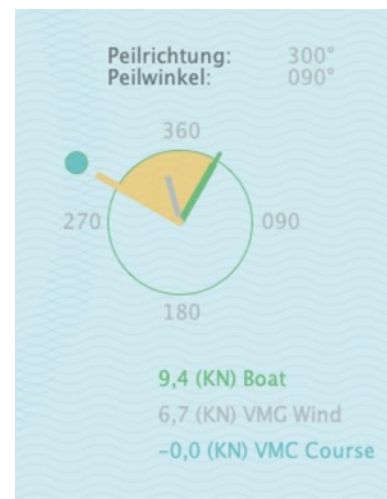 Peilrichtung: 300°
Peilwinkel: 090°
360
270 090
180
9,4 (KN) Boat
6,7 (KN) VMG Wind
-0,0 (KN) VMC Course